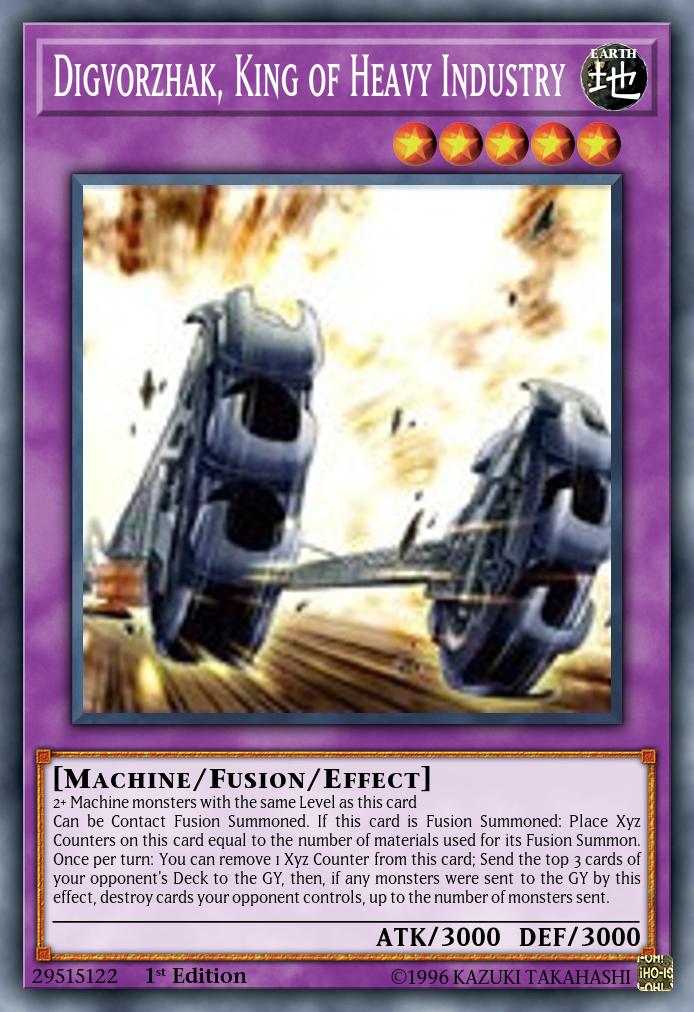 Digvorzhak, King of Heavy Industry
EARTH
地
[Machine/Fusion/Effect]
2+ Machine monsters with the same Level as this card
Can be Contact Fusion Summoned. If this card is Fusion Summoned: Place Xyz
Counters on this card equal to the number of materials used for its Fusion Summon.
Once per turn: You can remove 1 Xyz Counter from this card; Send the top 3 cards of
your opponent's Deck to the GY, then, if any monsters were sent to the GY by this
effect, destroy cards your opponent controls, up to the number of monsters sent.
ATK/3000 DEF/3000
29515122 1st Edition ©1996 KAZUKI TAKAHASHI